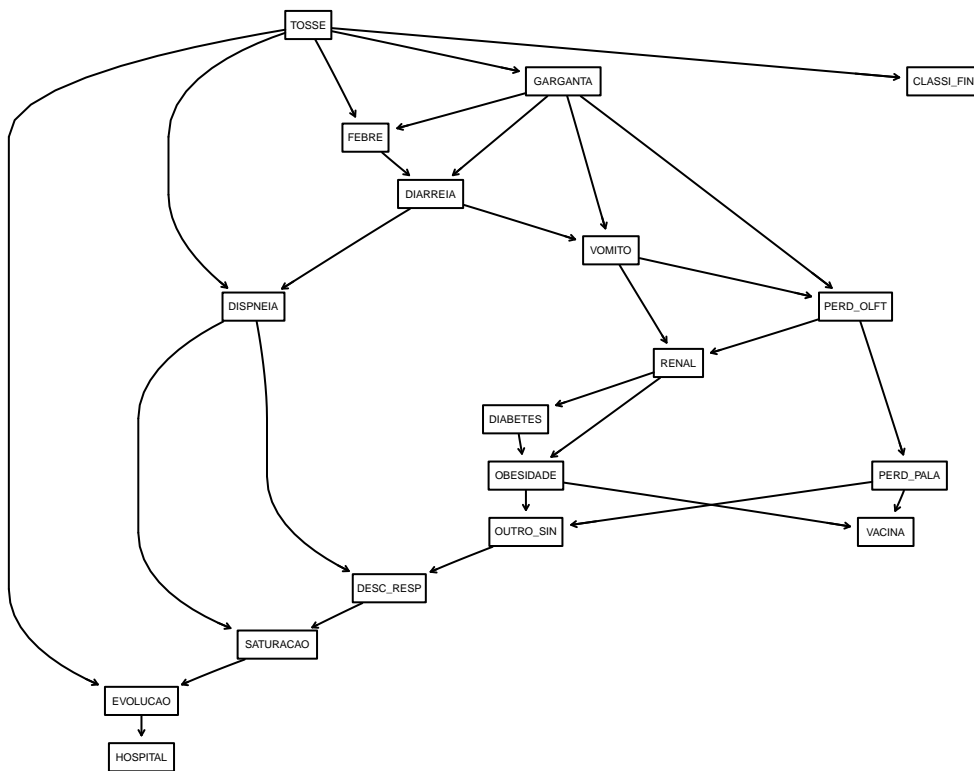 TOSSE
GARGANTA
CLASSI_FIN
FEBRE
DIARREIA
VOMITO
DISPNEIA
PERD_OLFT
RENAL
DIABETES
OBESIDADE
PERD_PALA
OUTRO_SIN
VACINA
DESC_RESP
SATURACAO
EVOLUCAO
HOSPITAL